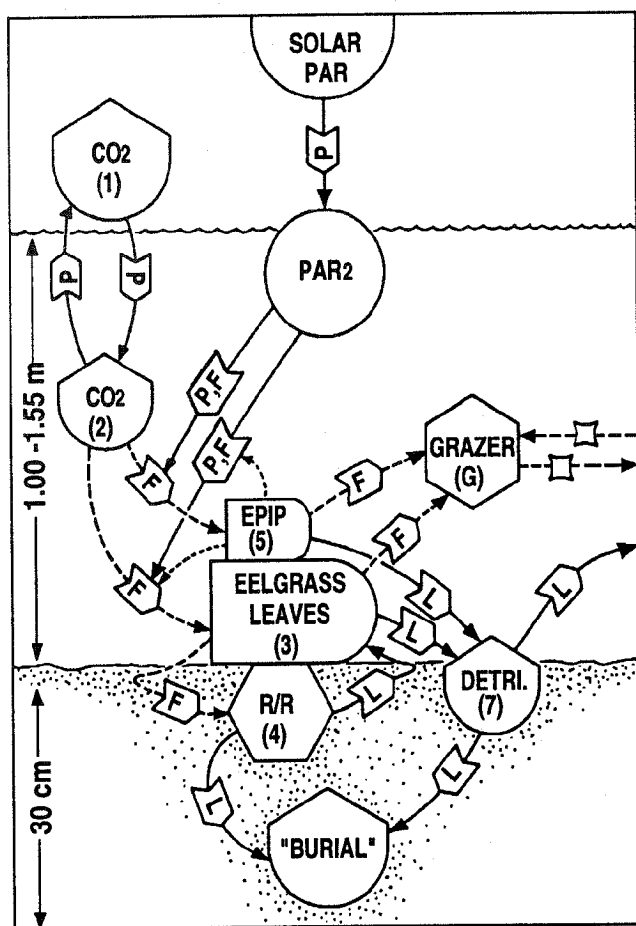 SOLAR
PAR
P
CO2
(1)
PAR2
P
P
CO2
(2)
P,F
P,F
F
GRAZER
(G)
F
EPIP
(5)
F
F
EELGRASS
LEAVES
(3)
L
L
L
F
R/R
(4)
L
DETRI.
(7)
L
L
"BURIAL"
1.00 -1.55 m
30 cm